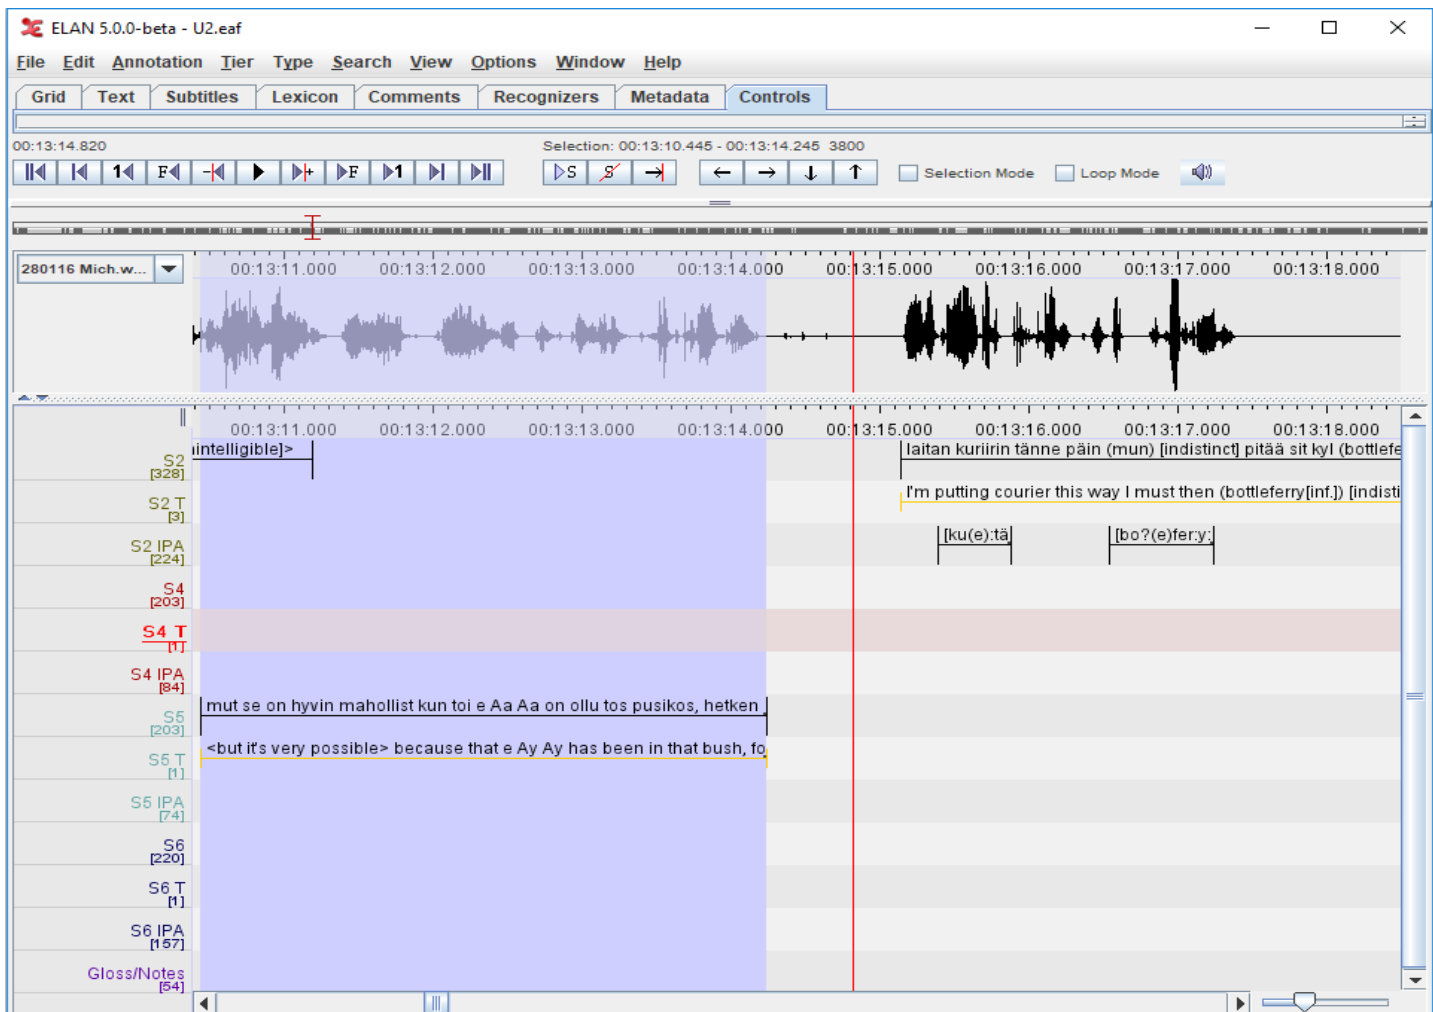 ELAN 5.0.0-beta - U2.eaf
File Edit Annotation Tier Type Search View Options Window Help
Grid Text Subtitles Lexicon Comments Recognizers Metadata Controls
00:13:14.820 Selection: 00:13:10.445 - 00:13:14.245 3800
1 F + F 1 S S Selection Mode Loop Mode
280116 Mich.w... 00:13:11.000 00:13:12.000 00:13:13.000 00:13:14.000 00:13:15.000 00:13:16.000 00:13:17.000 00:13:18.000
00:13:11.000 00:13:12.000 00:13:13.000 00:13:14.000 00:13:15.000 00:13:16.000 00:13:17.000 00:13:18.000
S2 intelligible]> laitan kuriirin tänne päin (mun) [indistinct] pitää sit kyl (bottlefe
[328]
S2 T I'm putting courier this way I must then (bottleferry[inf.]) [indisti
[3]
S2 IPA [ku(e):tä [bo?(e)fer:y:
[224]
S4
[203]
S4 T
[1]
S4 IPA
[84]
S5 mut se on hyvin mahollist kun toi e Aa Aa on ollu tos pusikos, hetken
[203]
S5 T <but it's very possible> because that e Ay Ay has been in that bush, fo
[1]
S5 IPA
[74]
S6
[220]
S6 T
[1]
S6 IPA
[157]
Gloss/Notes
[54]